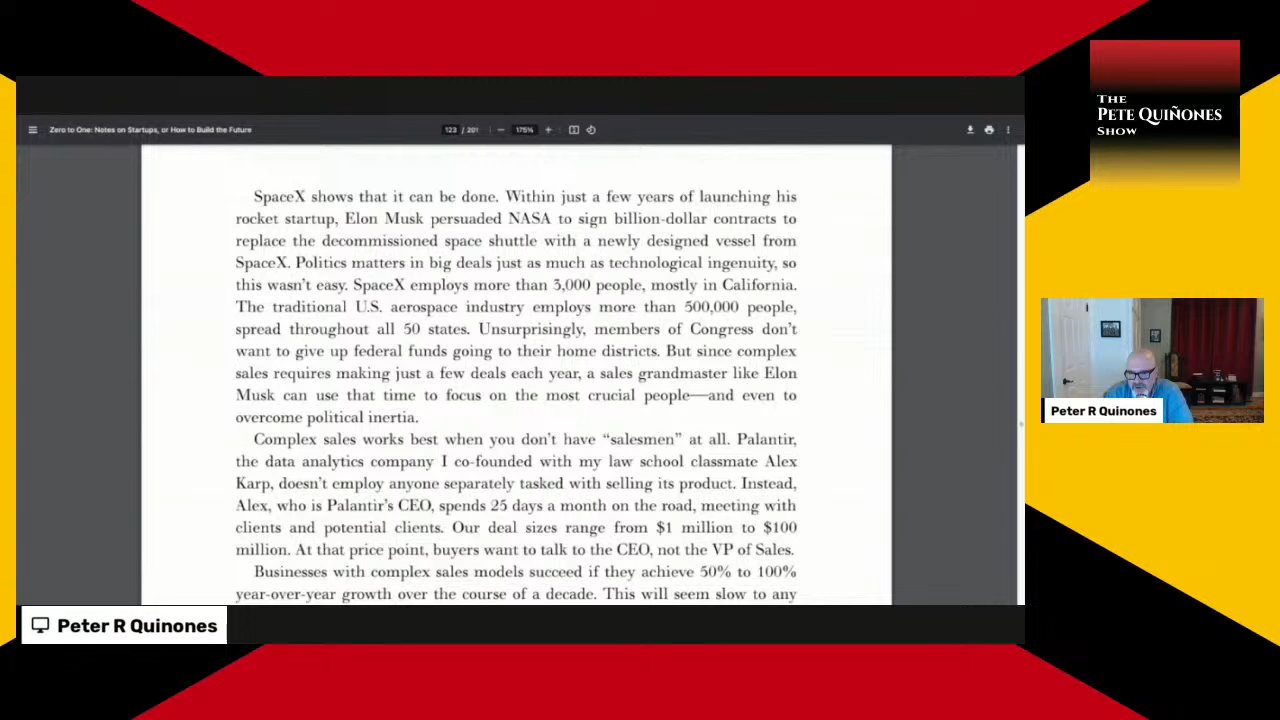 THE
PETE QUIÑONES
SHOW
Zero to One: Notes on Startups, or How to Build the Future
123 / 201
175%
SpaceX shows that it can be done. Within just a few years of launching his
rocket startup, Elon Musk persuaded NASA to sign billion-dollar contracts to
replace the decommissioned space shuttle with a newly designed vessel from
SpaceX. Politics matters in big deals just as much as technological ingenuity, so
this wasn't easy. SpaceX employs more than 3,000 people, mostly in California.
The traditional U.S. aerospace industry employs more than 500,000 people,
spread throughout all 50 states. Unsurprisingly, members of Congress don't
want to give up federal funds going to their home districts. But since complex
sales requires making just a few deals each year, a sales grandmaster like Elon
Musk can use that time to focus on the most crucial people—and even to
overcome political inertia.
Complex sales works best when you don't have “salesmen” at all. Palantir,
the data analytics company I co-founded with my law school classmate Alex
Karp, doesn't employ anyone separately tasked with selling its product. Instead,
Alex, who is Palantir's CEO, spends 25 days a month on the road, meeting with
clients and potential clients. Our deal sizes range from $1 million to $100
million. At that price point, buyers want to talk to the CEO, not the VP of Sales.
Businesses with complex sales models succeed if they achieve 50% to 100%
year-over-year growth over the course of a decade. This will seem slow to any
Peter R Quinones
Peter R Quinones